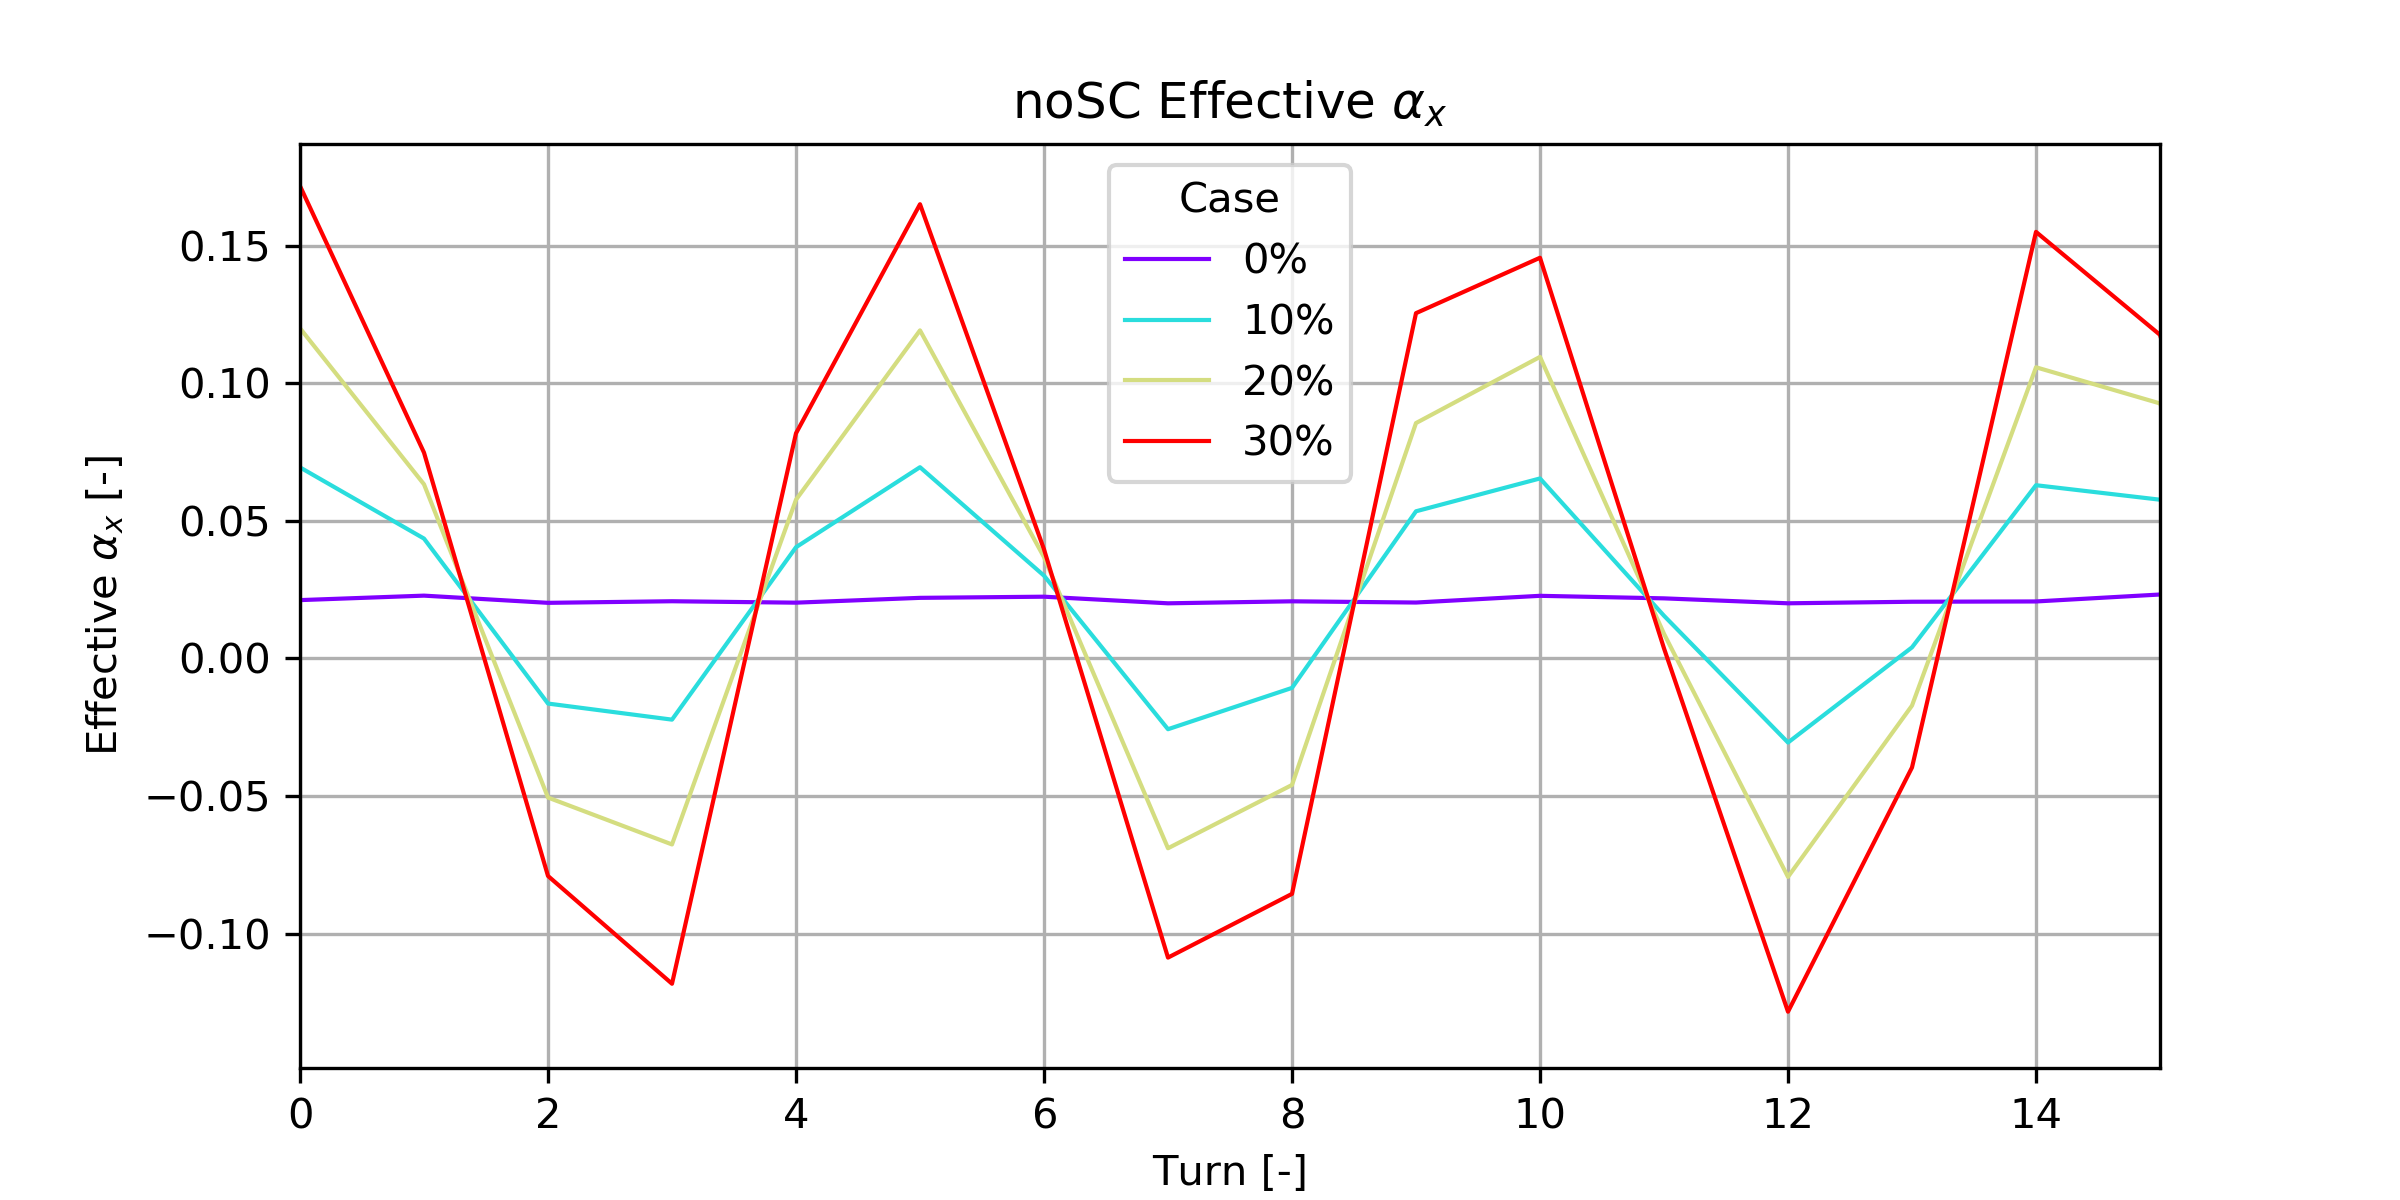 noSC Effective αₓ
Effective αₓ [-]
0.15
0.10
0.05
0.00
−0.05
−0.10
Case
0%
10%
20%
30%
0 2 4 6 8 10 12 14
Turn [-]